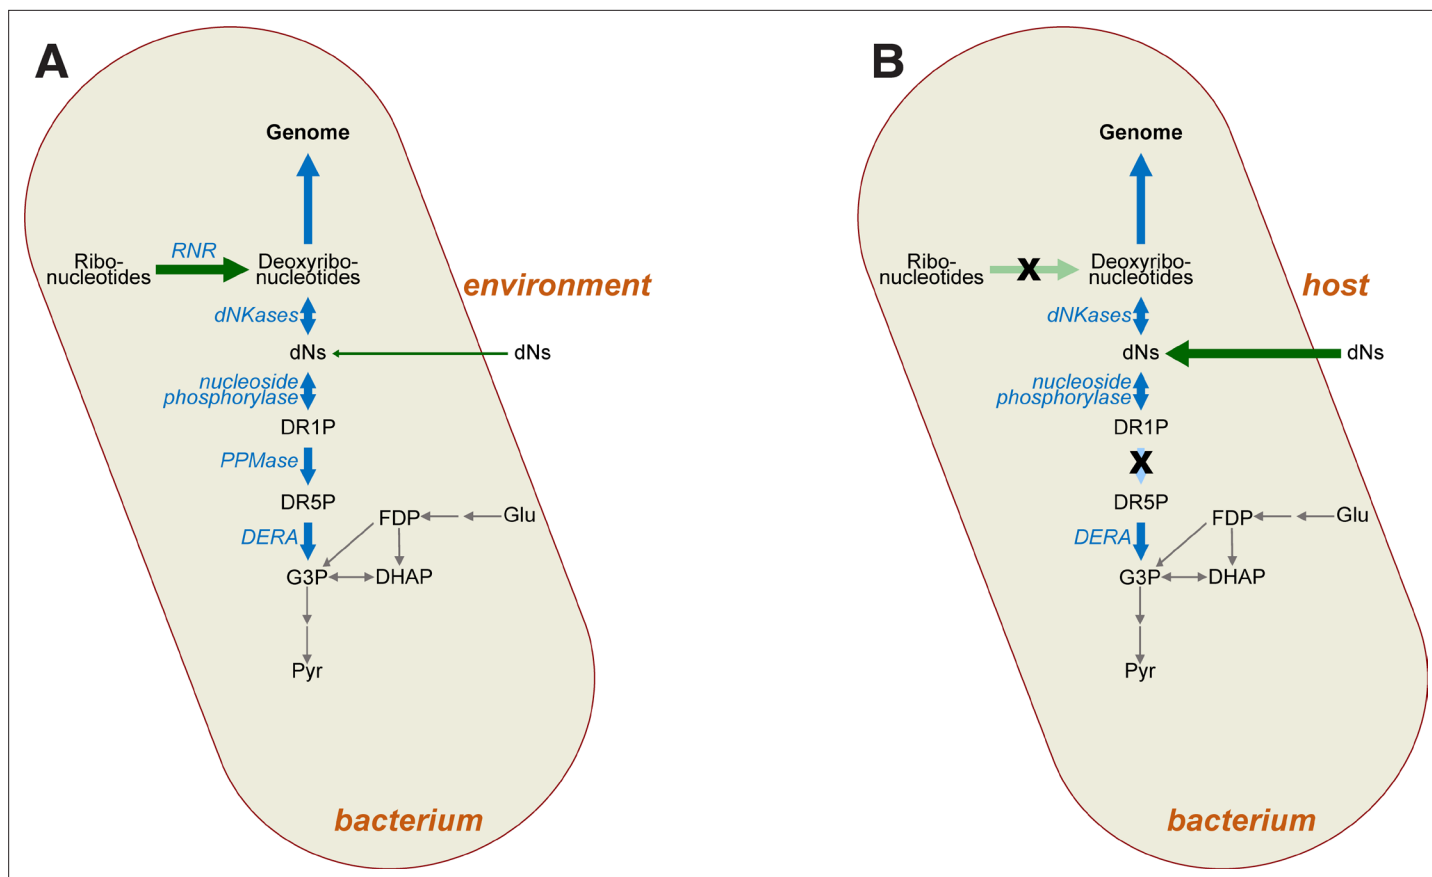 A
Genome
RNR
Ribo-
nucleotides
Deoxyribo-
nucleotides
environment
dNKases
dNs
dNs
nucleoside
phosphorylase
DR1P
PPMase
DR5P
FDP
Glu
DERA
G3P
DHAP
Pyr
bacterium
B
Genome
Ribo-
nucleotides
X
Deoxyribo-
nucleotides
host
dNKases
dNs
dNs
nucleoside
phosphorylase
DR1P
X
DR5P
FDP
Glu
DERA
G3P
DHAP
Pyr
bacterium